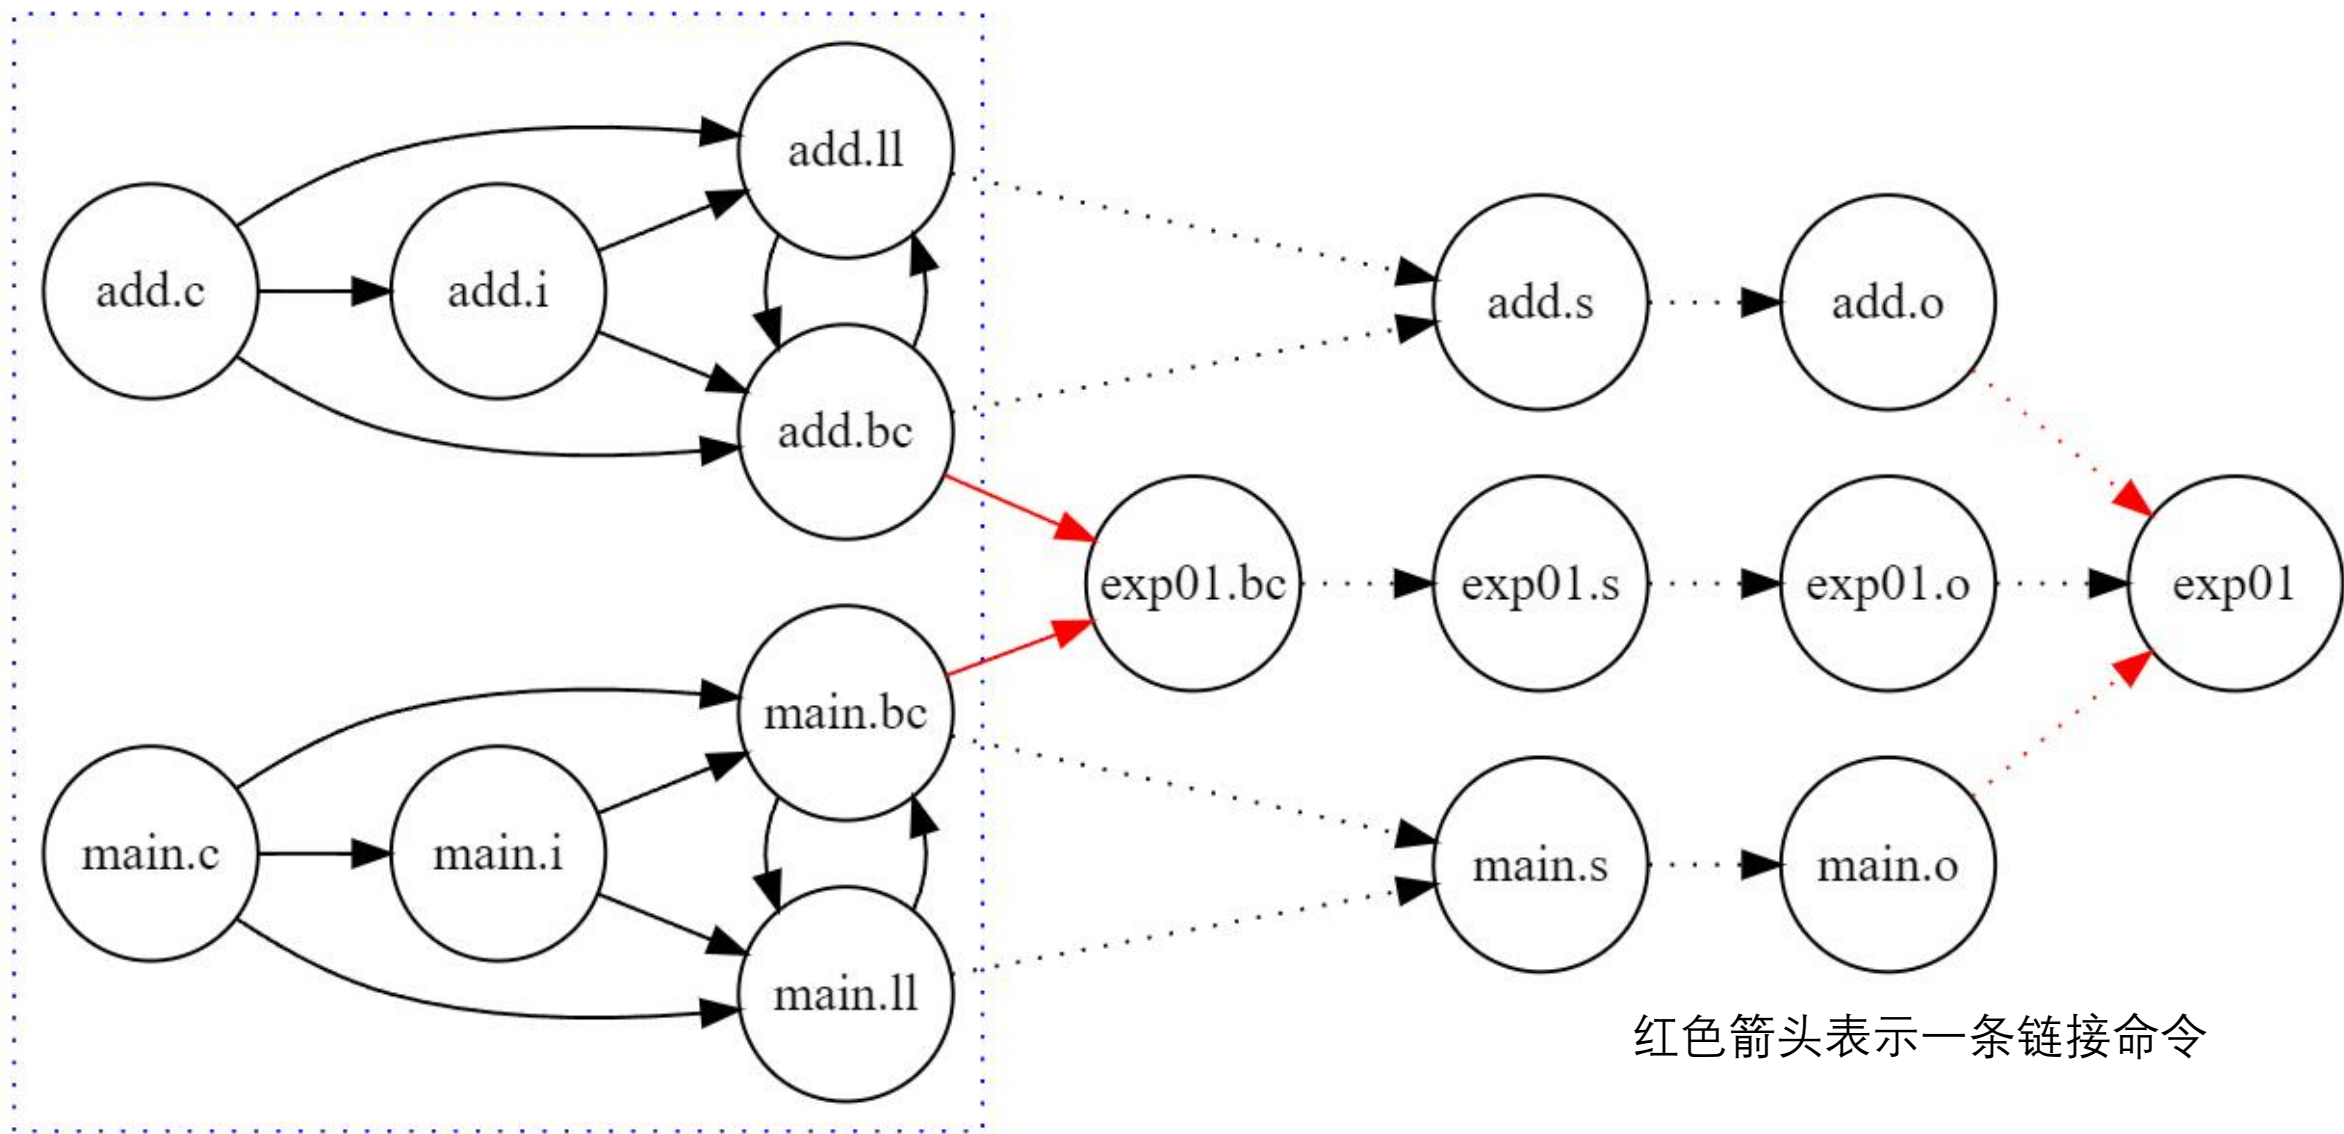 add.ll
add.c
add.i
add.s
add.o
add.bc
exp01.bc
exp01.s
exp01.o
exp01
main.bc
main.c
main.i
main.s
main.o
main.ll
红色箭头表示一条链接命令